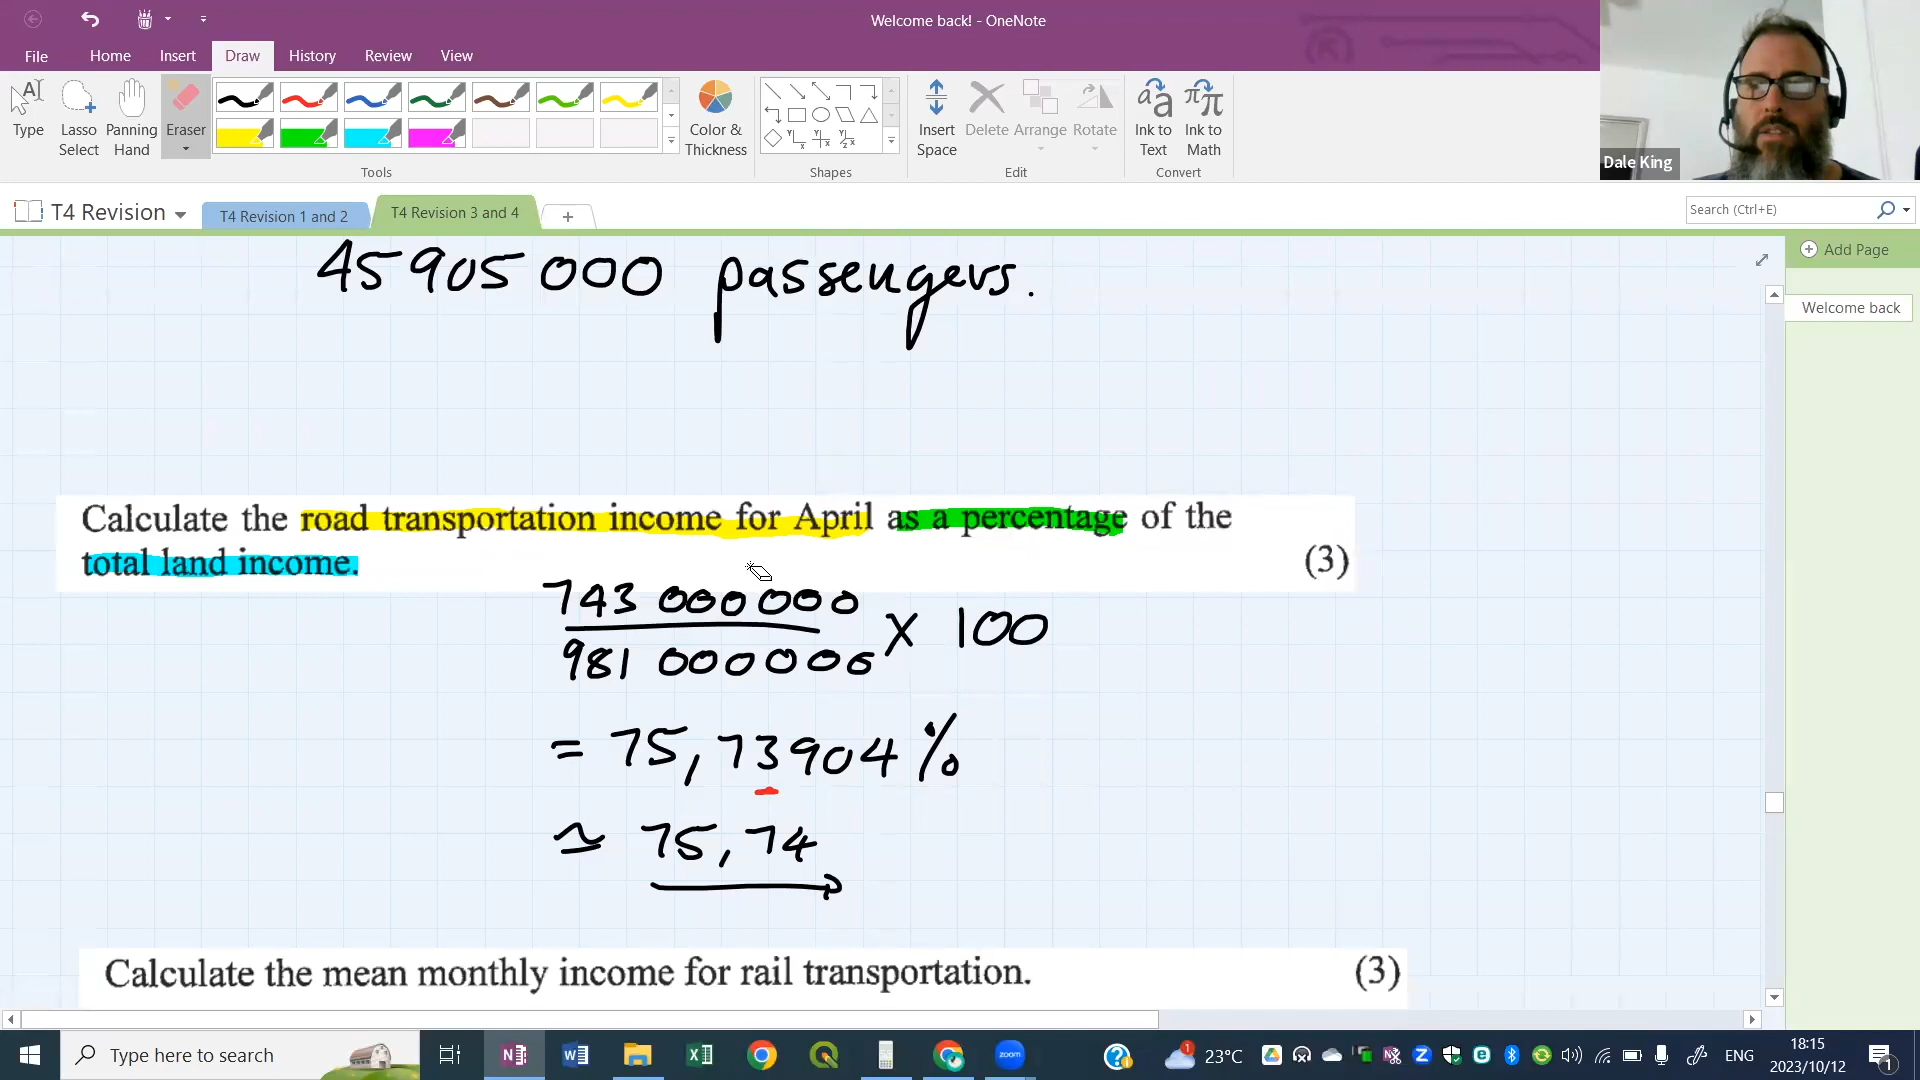 Welcome back! - OneNote
File Home Insert Draw History Review View
Type
Lasso Select
Panning Hand
Eraser
Color & Thickness
Insert Space
Delete
Arrange
Rotate
Ink to Text
Ink to Math
Tools
Shapes
Edit
Convert
Dale King
T4 Revision
T4 Revision 1 and 2
T4 Revision 3 and 4
Search (Ctrl+E)
Add Page
Welcome back
45 905 000 passengers.
Calculate the road transportation income for April as a percentage of the
total land income. (3)
743 000 000
981 000 000
× 100
= 75,73904 %
≃ 75,74
Calculate the mean monthly income for rail transportation. (3)
Type here to search
zoom
1
23°C
ENG
18:15
2023/10/12
1